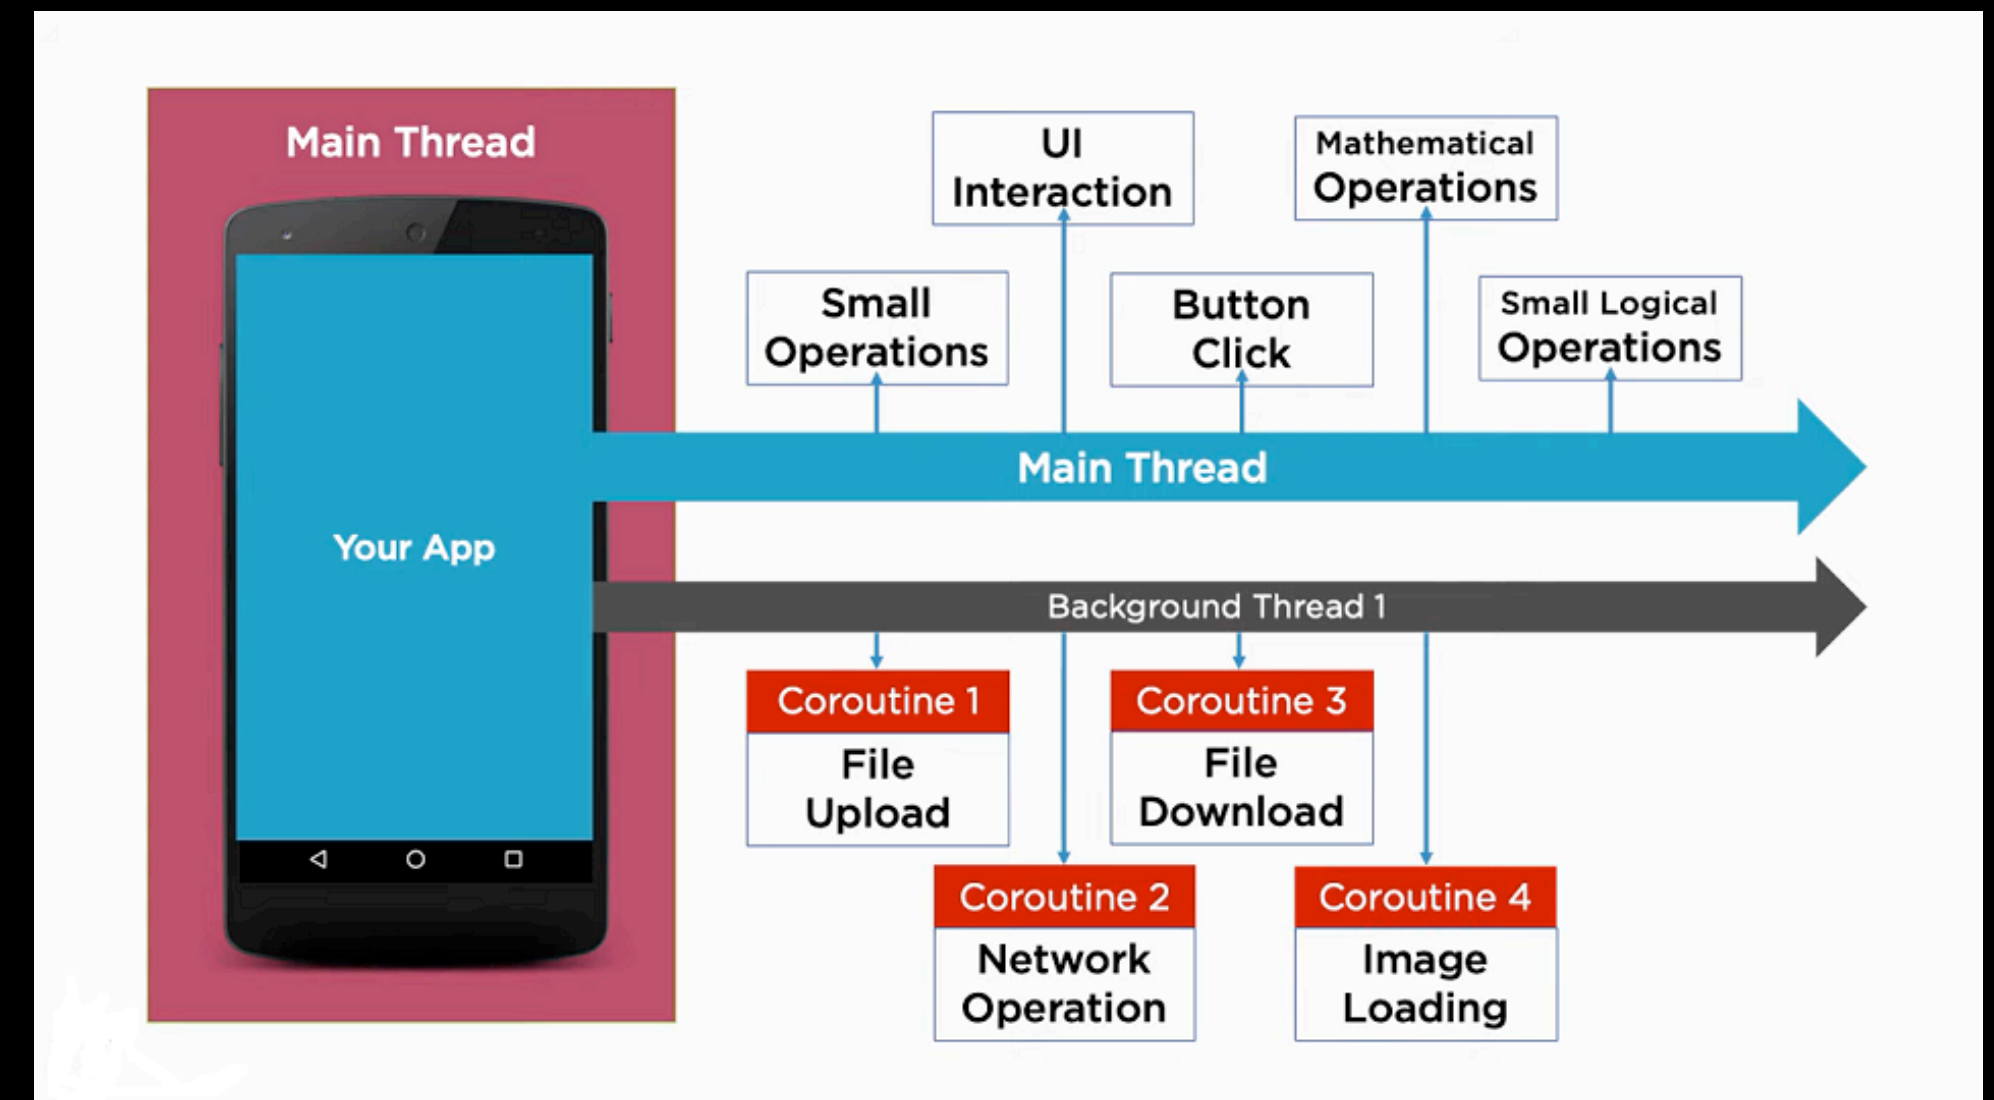 Main Thread
Your App
UI
Interaction
Mathematical
Operations
Small
Operations
Button
Click
Small Logical
Operations
Main Thread
Background Thread 1
Coroutine 1
File
Upload
Coroutine 3
File
Download
Coroutine 2
Network
Operation
Coroutine 4
Image
Loading